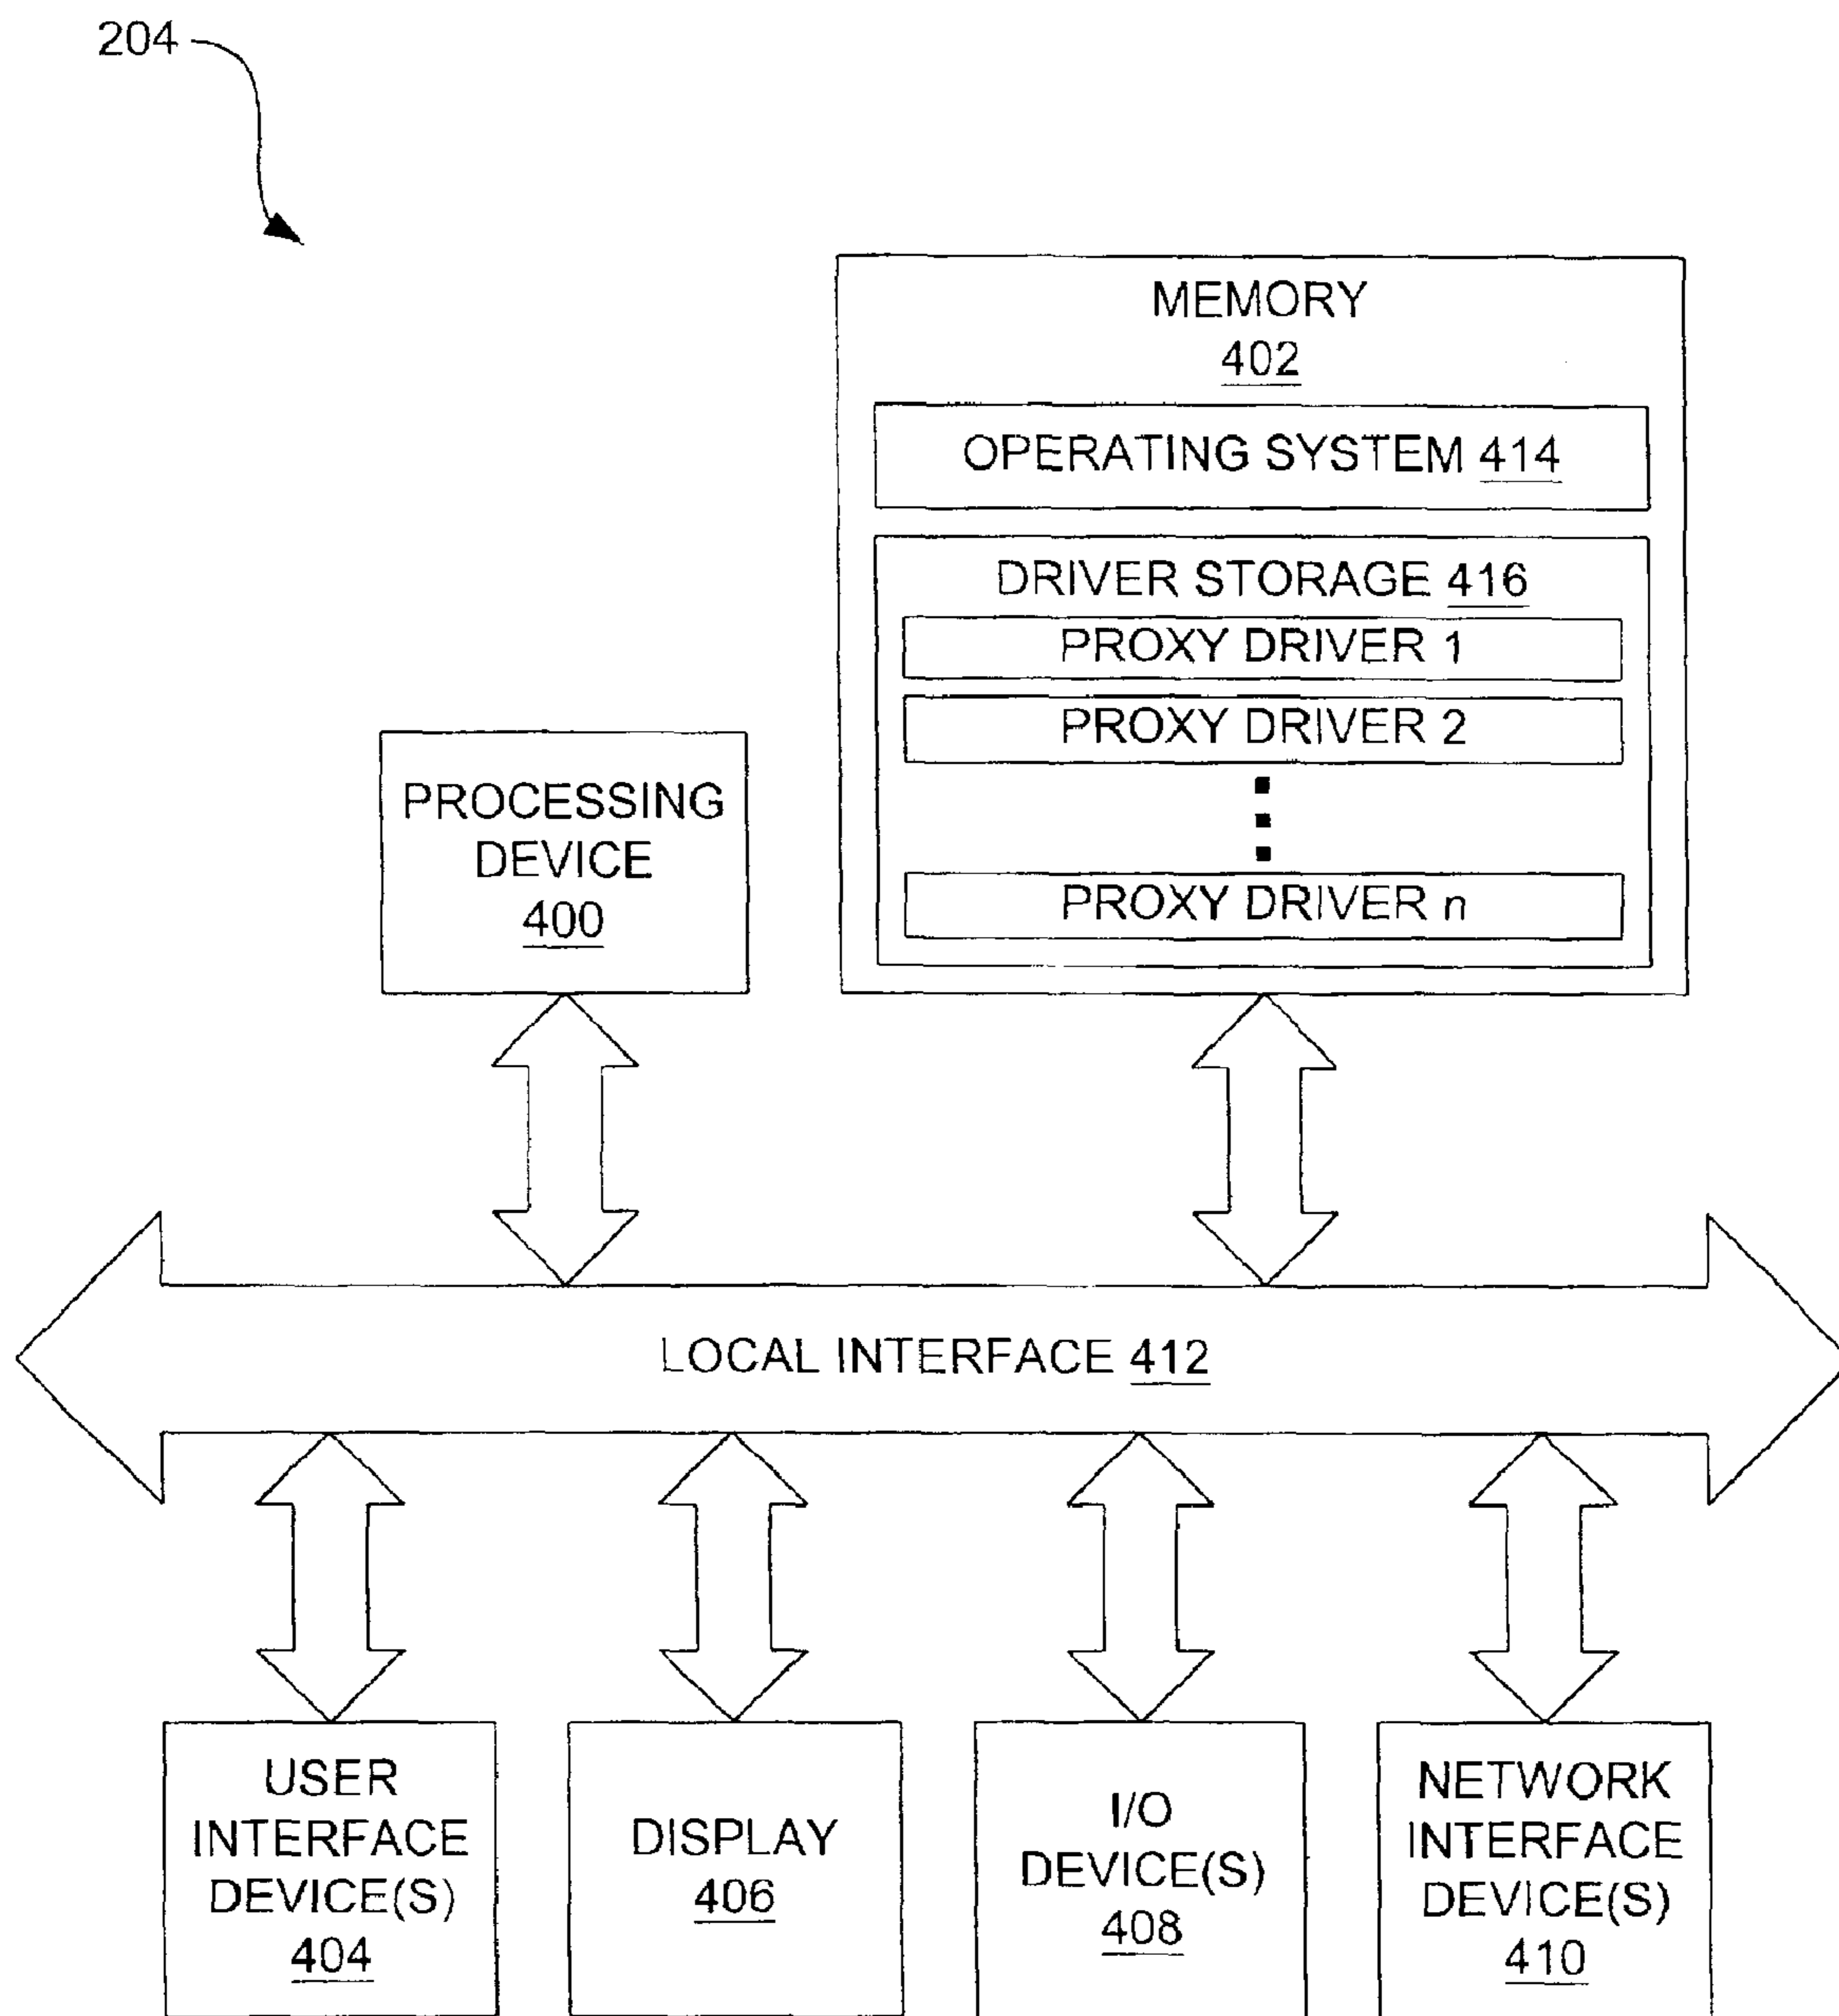 204
MEMORY
402
OPERATING SYSTEM 414
DRIVER STORAGE 416
PROXY DRIVER 1
PROXY DRIVER 2
PROXY DRIVER n
PROCESSING
DEVICE
400
LOCAL INTERFACE 412
USER
INTERFACE
DEVICE(S)
404
DISPLAY
406
I/O
DEVICE(S)
408
NETWORK
INTERFACE
DEVICE(S)
410